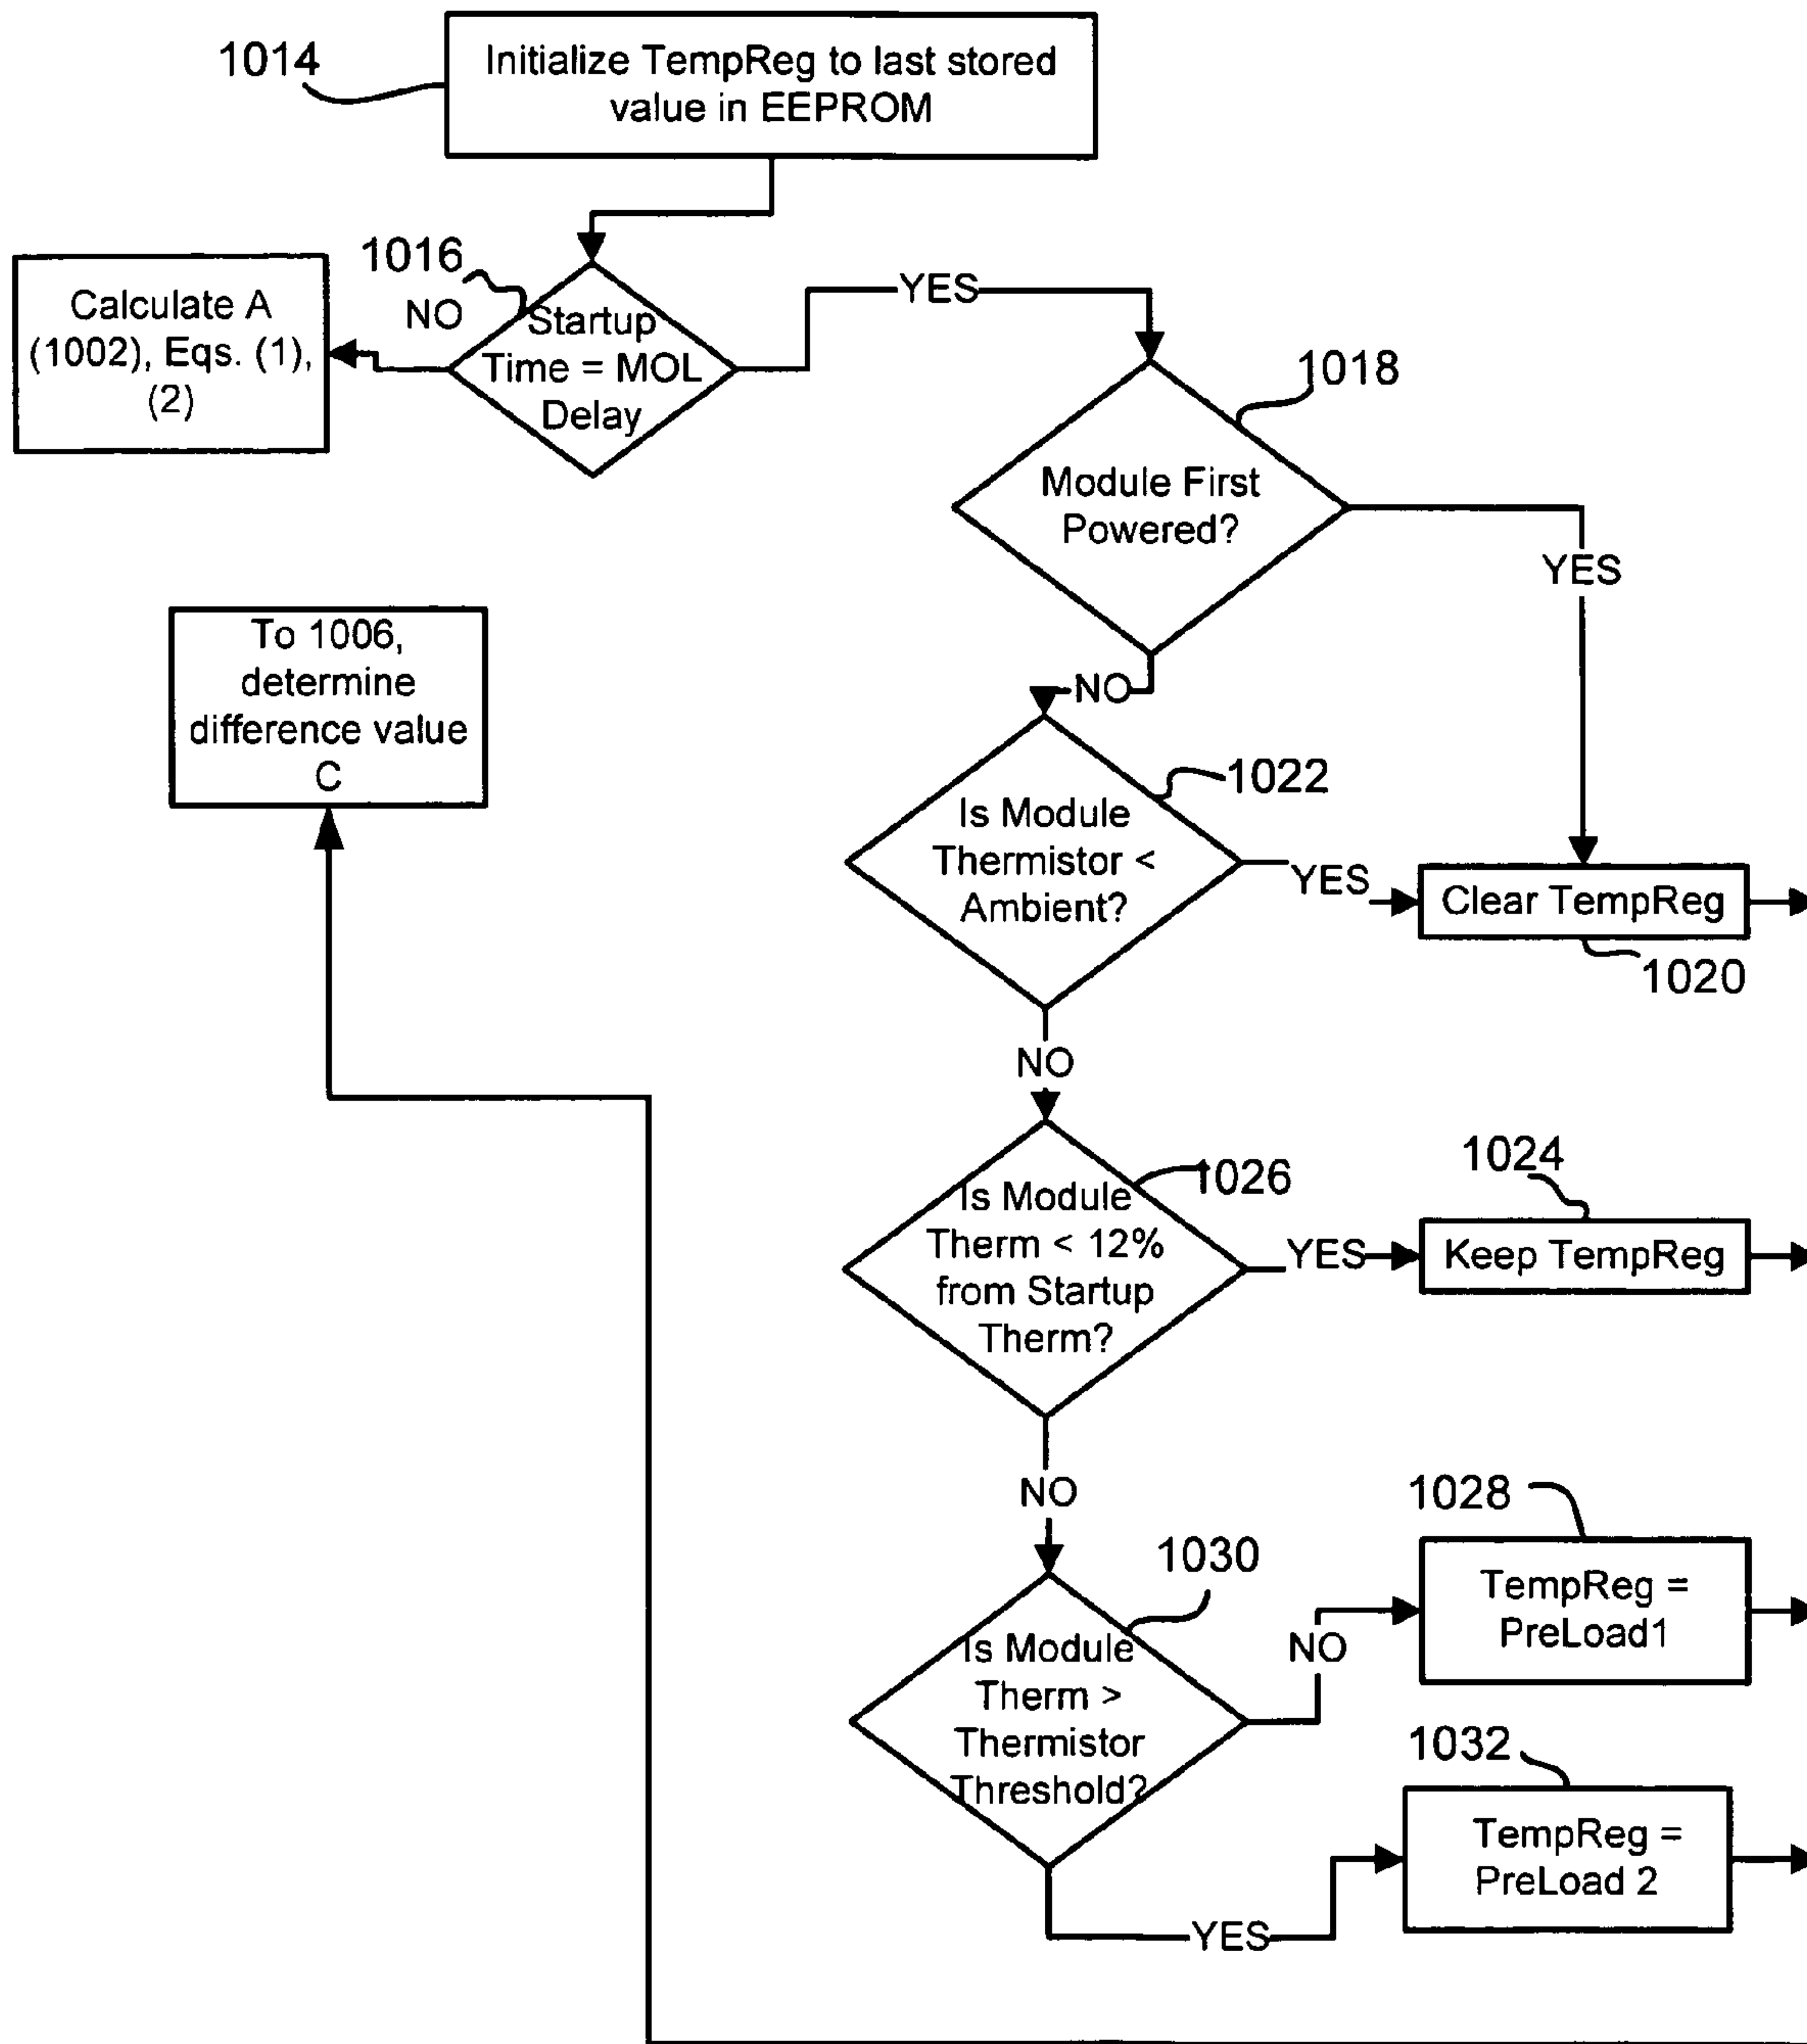 1014
Initialize TempReg to last stored
value in EEPROM
1016
NO
Startup
Time = MOL
Delay
YES
Calculate A
(1002), Eqs. (1),
(2)
1018
Module First
Powered?
YES
NO
To 1006,
determine
difference value
C
1022
Is Module
Thermistor <
Ambient?
YES
Clear TempReg
1020
NO
1026
Is Module
Therm < 12%
from Startup
Therm?
YES
1024
Keep TempReg
NO
1030
Is Module
Therm >
Thermistor
Threshold?
NO
1028
TempReg =
PreLoad1
1032
TempReg =
PreLoad 2
YES